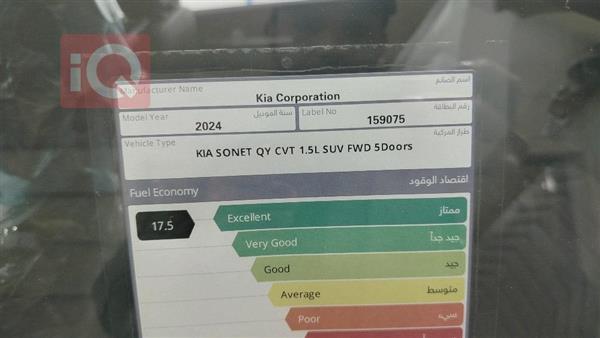 iQ
Manufacturer Name
اسم الصانع
Kia Corporation
Model Year
سنة الموديل
Label No
رقم البطاقة
2024
159075
Vehicle Type
طراز المركبة
KIA SONET QY CVT 1.5L SUV FWD 5Doors
Fuel Economy
اقتصاد الوقود
17.5
Excellent
ممتاز
Very Good
جيد جداً
Good
جيد
Average
متوسط
Poor
سيء